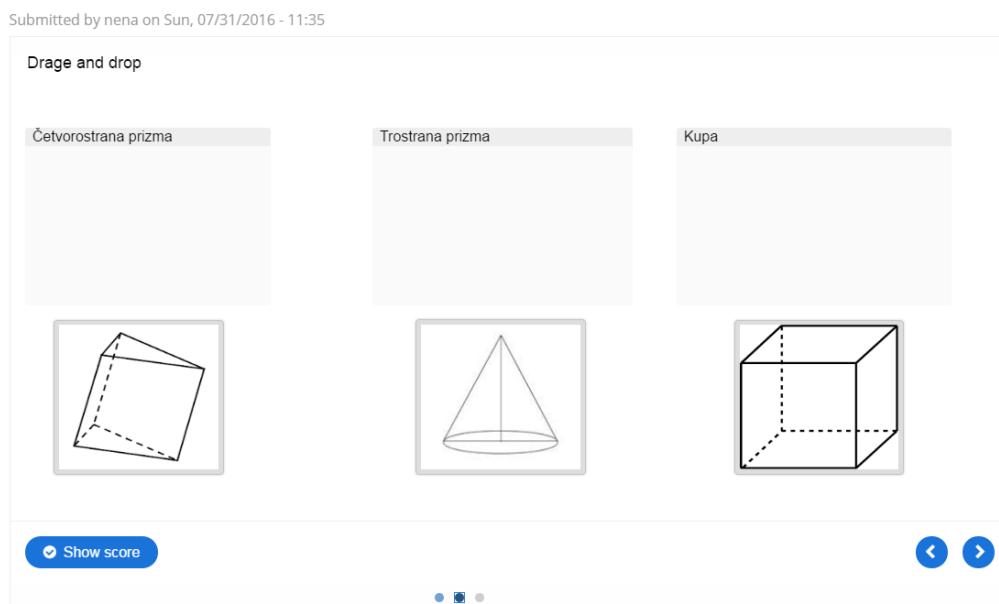 Submitted by nena on Sun, 07/31/2016 - 11:35
Drage and drop
Četvorostrana prizma
Trostrana prizma
Kupa
Show score